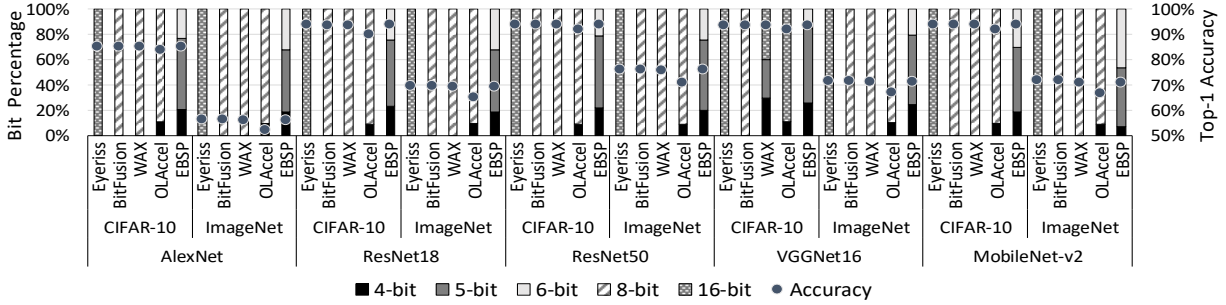 Bit Percentage
100%
80%
60%
40%
20%
0%
100%
90%
80%
70%
60%
50%
Top-1 Accuracy
Eyeriss BitFusion WAX OLAccel EBSP Eyeriss BitFusion WAX OLAccel EBSP Eyeriss BitFusion WAX OLAccel EBSP Eyeriss BitFusion WAX OLAccel EBSP Eyeriss BitFusion WAX OLAccel EBSP Eyeriss BitFusion WAX OLAccel EBSP Eyeriss BitFusion WAX OLAccel EBSP Eyeriss BitFusion WAX OLAccel EBSP Eyeriss BitFusion WAX OLAccel EBSP Eyeriss BitFusion WAX OLAccel EBSP
CIFAR-10 ImageNet CIFAR-10 ImageNet CIFAR-10 ImageNet CIFAR-10 ImageNet CIFAR-10 ImageNet
AlexNet ResNet18 ResNet50 VGGNet16 MobileNet-v2
4-bit 5-bit 6-bit 8-bit 16-bit Accuracy